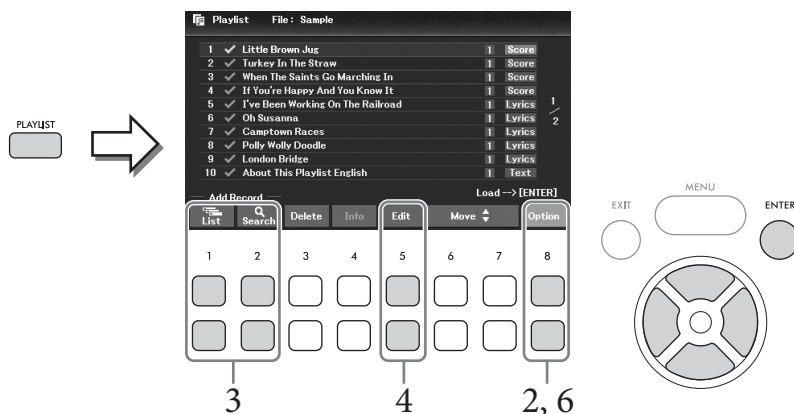 PLAYLIST
Playlist File: Sample
1 ✓ Little Brown Jug 1 Score
2 ✓ Turkey In The Straw 1 Score
3 ✓ When The Saints Go Marching In 1 Score
4 ✓ If You're Happy And You Know It 1 Score
5 ✓ I've Been Working On The Railroad 1 Lyrics
6 ✓ Oh Susanna 1 Lyrics
7 ✓ Camptown Races 1 Lyrics
8 ✓ Polly Wolly Doodle 1 Lyrics
9 ✓ London Bridge 1 Lyrics
10 ✓ About This Playlist English 1 Text
1/2
Add Record Load -->[ENTER]
List Search Delete Info Edit Move Option
1 2 3 4 5 6 7 8
3 4 2, 6
EXIT MENU ENTER